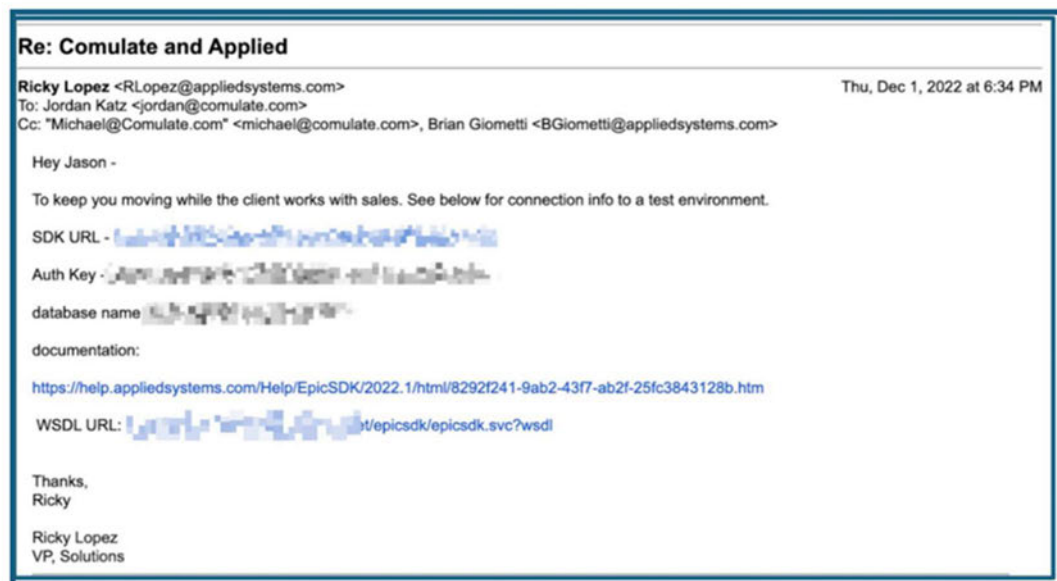 Re: Comulate and Applied
Ricky Lopez <RLopez@appliedsystems.com> Thu, Dec 1, 2022 at 6:34 PM
To: Jordan Katz <jordan@comulate.com>
Cc: "Michael@Comulate.com" <michael@comulate.com>, Brian Giometti <BGiometti@appliedsystems.com>
Hey Jason -
To keep you moving while the client works with sales. See below for connection info to a test environment.
SDK URL -
Auth Key -
database name
documentation:
https://help.appliedsystems.com/Help/EpicSDK/2022.1/html/8292f241-9ab2-43f7-ab2f-25fc3843128b.htm
WSDL URL: t/epicsdk/epicsdk.svc?wsdl
Thanks,
Ricky
Ricky Lopez
VP, Solutions